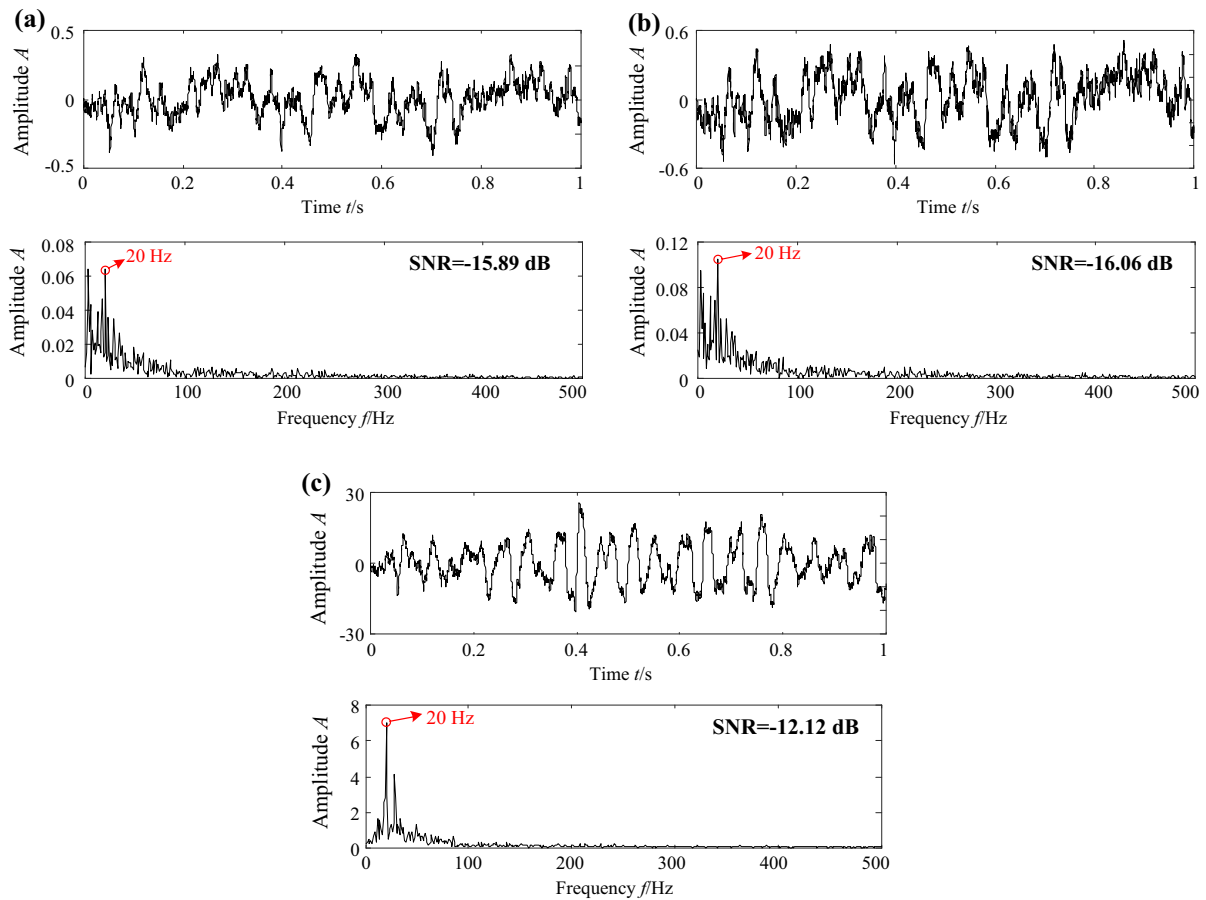 (a)
0.5
0
-0.5
Amplitude A
0 0.2 0.4 0.6 0.8 1
Time t/s
0.08
0.06
0.04
0.02
0
Amplitude A
20 Hz
SNR=-15.89 dB
0 100 200 300 400 500
Frequency f/Hz
(b)
0.6
0
-0.6
Amplitude A
0 0.2 0.4 0.6 0.8 1
Time t/s
0.12
0.09
0.06
0.03
0
Amplitude A
20 Hz
SNR=-16.06 dB
0 100 200 300 400 500
Frequency f/Hz
(c)
30
0
-30
Amplitude A
0 0.2 0.4 0.6 0.8 1
Time t/s
8
6
4
2
0
Amplitude A
20 Hz
SNR=-12.12 dB
0 100 200 300 400 500
Frequency f/Hz